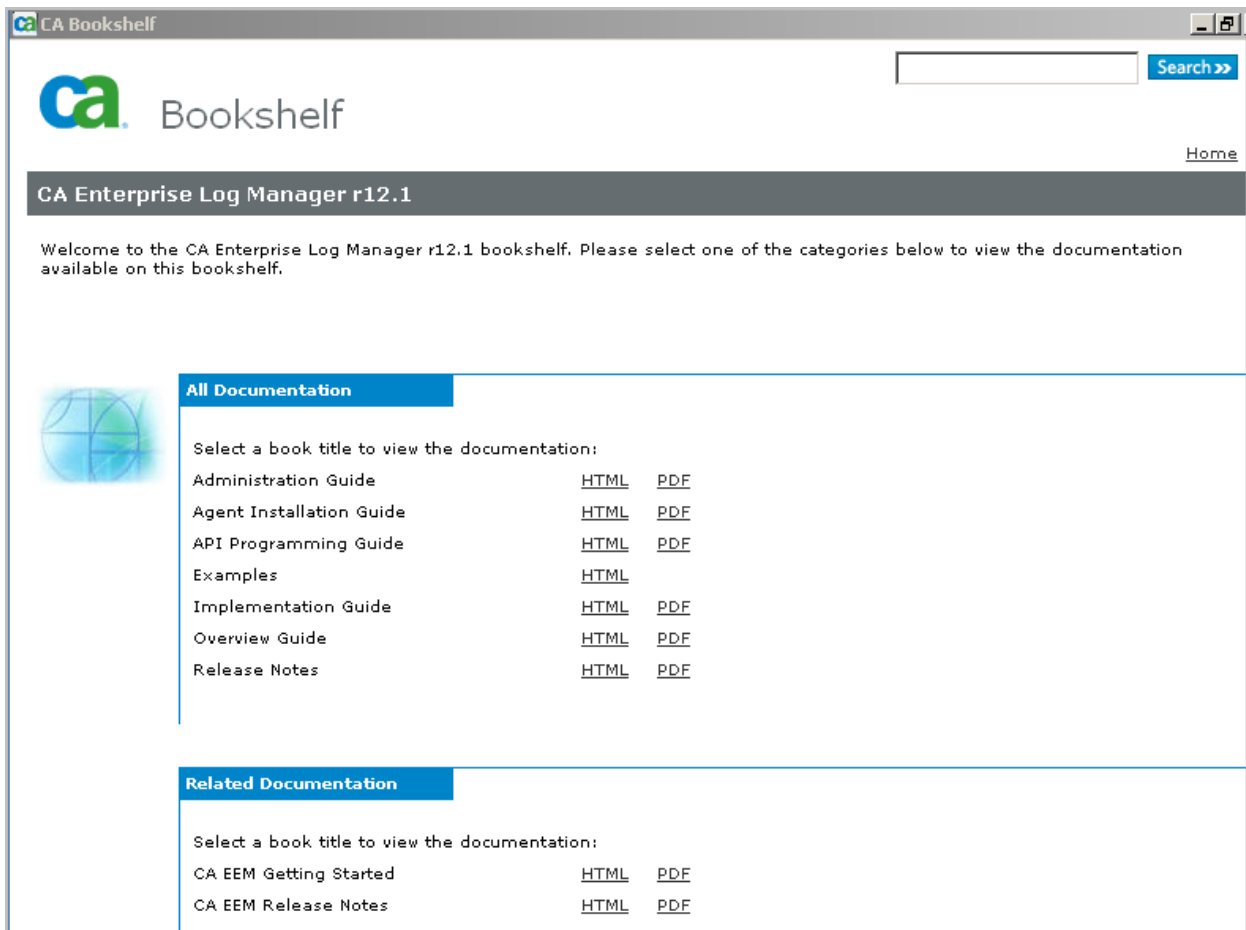 CA Bookshelf
Search >>
ca. Bookshelf
Home
CA Enterprise Log Manager r12.1
Welcome to the CA Enterprise Log Manager r12.1 bookshelf. Please select one of the categories below to view the documentation
available on this bookshelf.
All Documentation
Select a book title to view the documentation:
Administration Guide HTML PDF
Agent Installation Guide HTML PDF
API Programming Guide HTML PDF
Examples HTML
Implementation Guide HTML PDF
Overview Guide HTML PDF
Release Notes HTML PDF
Related Documentation
Select a book title to view the documentation:
CA EEM Getting Started HTML PDF
CA EEM Release Notes HTML PDF